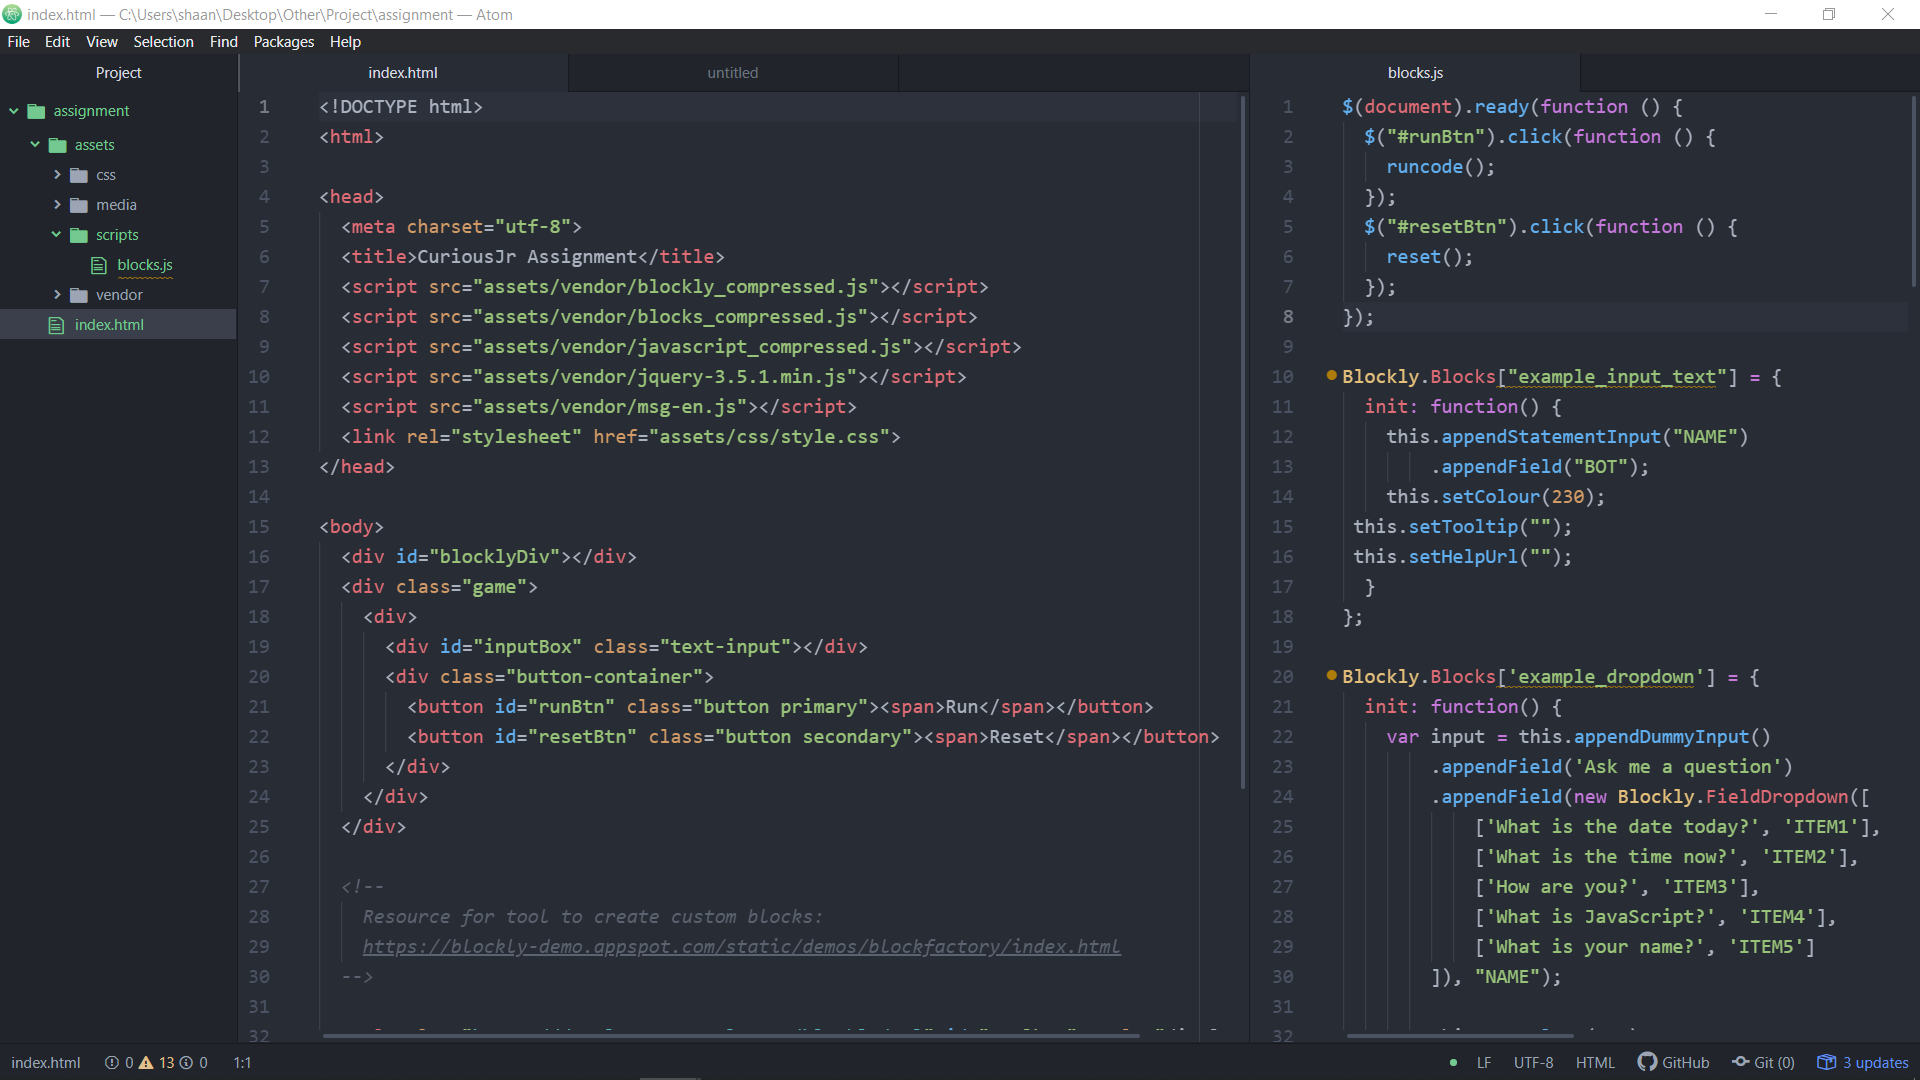 index.html — C:\Users\shaan\Desktop\Other\Project\assignment — Atom
File Edit View Selection Find Packages Help
Project
assignment
assets
css
media
scripts
blocks.js
vendor
index.html
index.html
untitled
1 <!DOCTYPE html>
2 <html>
3
4 <head>
5 <meta charset="utf-8">
6 <title>CuriousJr Assignment</title>
7 <script src="assets/vendor/blockly_compressed.js"></script>
8 <script src="assets/vendor/blocks_compressed.js"></script>
9 <script src="assets/vendor/javascript_compressed.js"></script>
10 <script src="assets/vendor/jquery-3.5.1.min.js"></script>
11 <script src="assets/vendor/msg-en.js"></script>
12 <link rel="stylesheet" href="assets/css/style.css">
13 </head>
14
15 <body>
16 <div id="blocklyDiv"></div>
17 <div class="game">
18 <div>
19 <div id="inputBox" class="text-input"></div>
20 <div class="button-container">
21 <button id="runBtn" class="button primary"><span>Run</span></button>
22 <button id="resetBtn" class="button secondary"><span>Reset</span></button>
23 </div>
24 </div>
25 </div>
26
27 <!--
28 Resource for tool to create custom blocks:
29 https://blockly-demo.appspot.com/static/demos/blockfactory/index.html
30 -->
31
32
blocks.js
1 $(document).ready(function () {
2 $("#runBtn").click(function () {
3 runcode();
4 });
5 $("#resetBtn").click(function () {
6 reset();
7 });
8 });
9
10 Blockly.Blocks["example_input_text"] = {
11 init: function() {
12 this.appendStatementInput("NAME")
13 .appendField("BOT");
14 this.setColour(230);
15 this.setTooltip("");
16 this.setHelpUrl("");
17 }
18 };
19
20 Blockly.Blocks['example_dropdown'] = {
21 init: function() {
22 var input = this.appendDummyInput()
23 .appendField('Ask me a question')
24 .appendField(new Blockly.FieldDropdown([
25 ['What is the date today?', 'ITEM1'],
26 ['What is the time now?', 'ITEM2'],
27 ['How are you?', 'ITEM3'],
28 ['What is JavaScript?', 'ITEM4'],
29 ['What is your name?', 'ITEM5']
30 ]), "NAME");
31
32
index.html 0 13 0 1:1 LF UTF-8 HTML GitHub Git (0) 3 updates